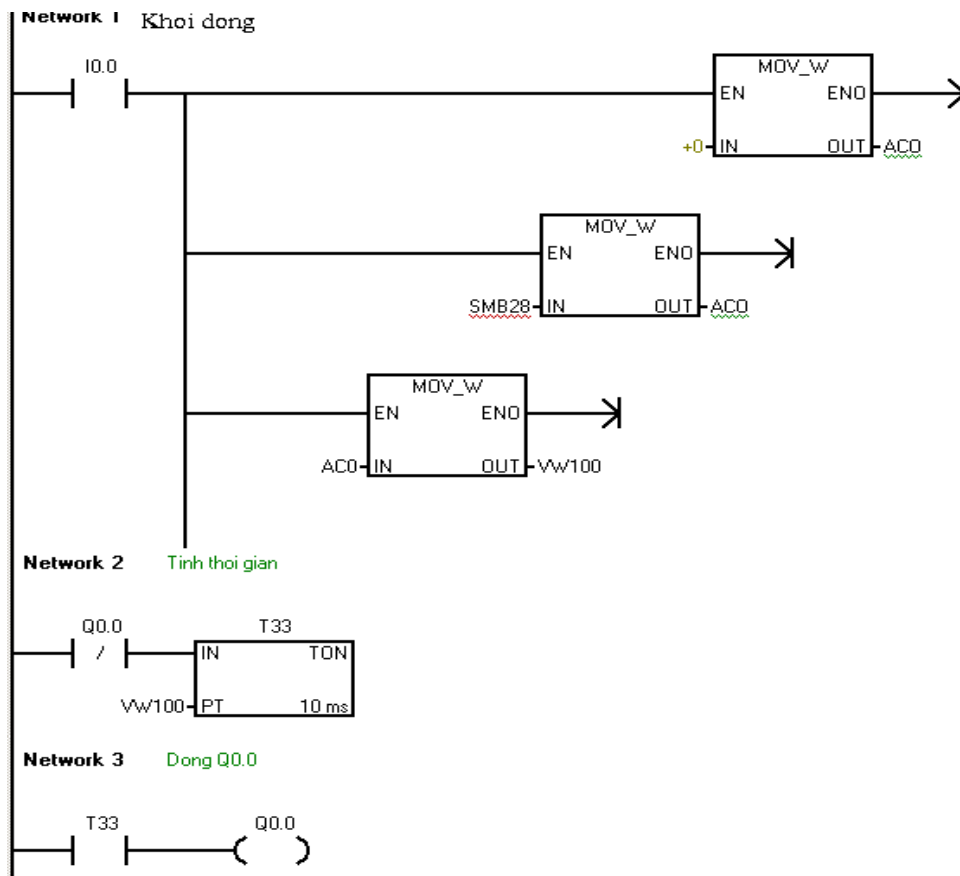 Network 1 Khoi dong
I0.0
MOV_W
EN ENO
+0 IN OUT AC0
MOV_W
EN ENO
SMB28 IN OUT AC0
MOV_W
EN ENO
AC0 IN OUT VW100
Network 2 Tinh thoi gian
Q0.0 T33
/ IN TON
VW100 PT 10 ms
Network 3 Dong Q0.0
T33 Q0.0